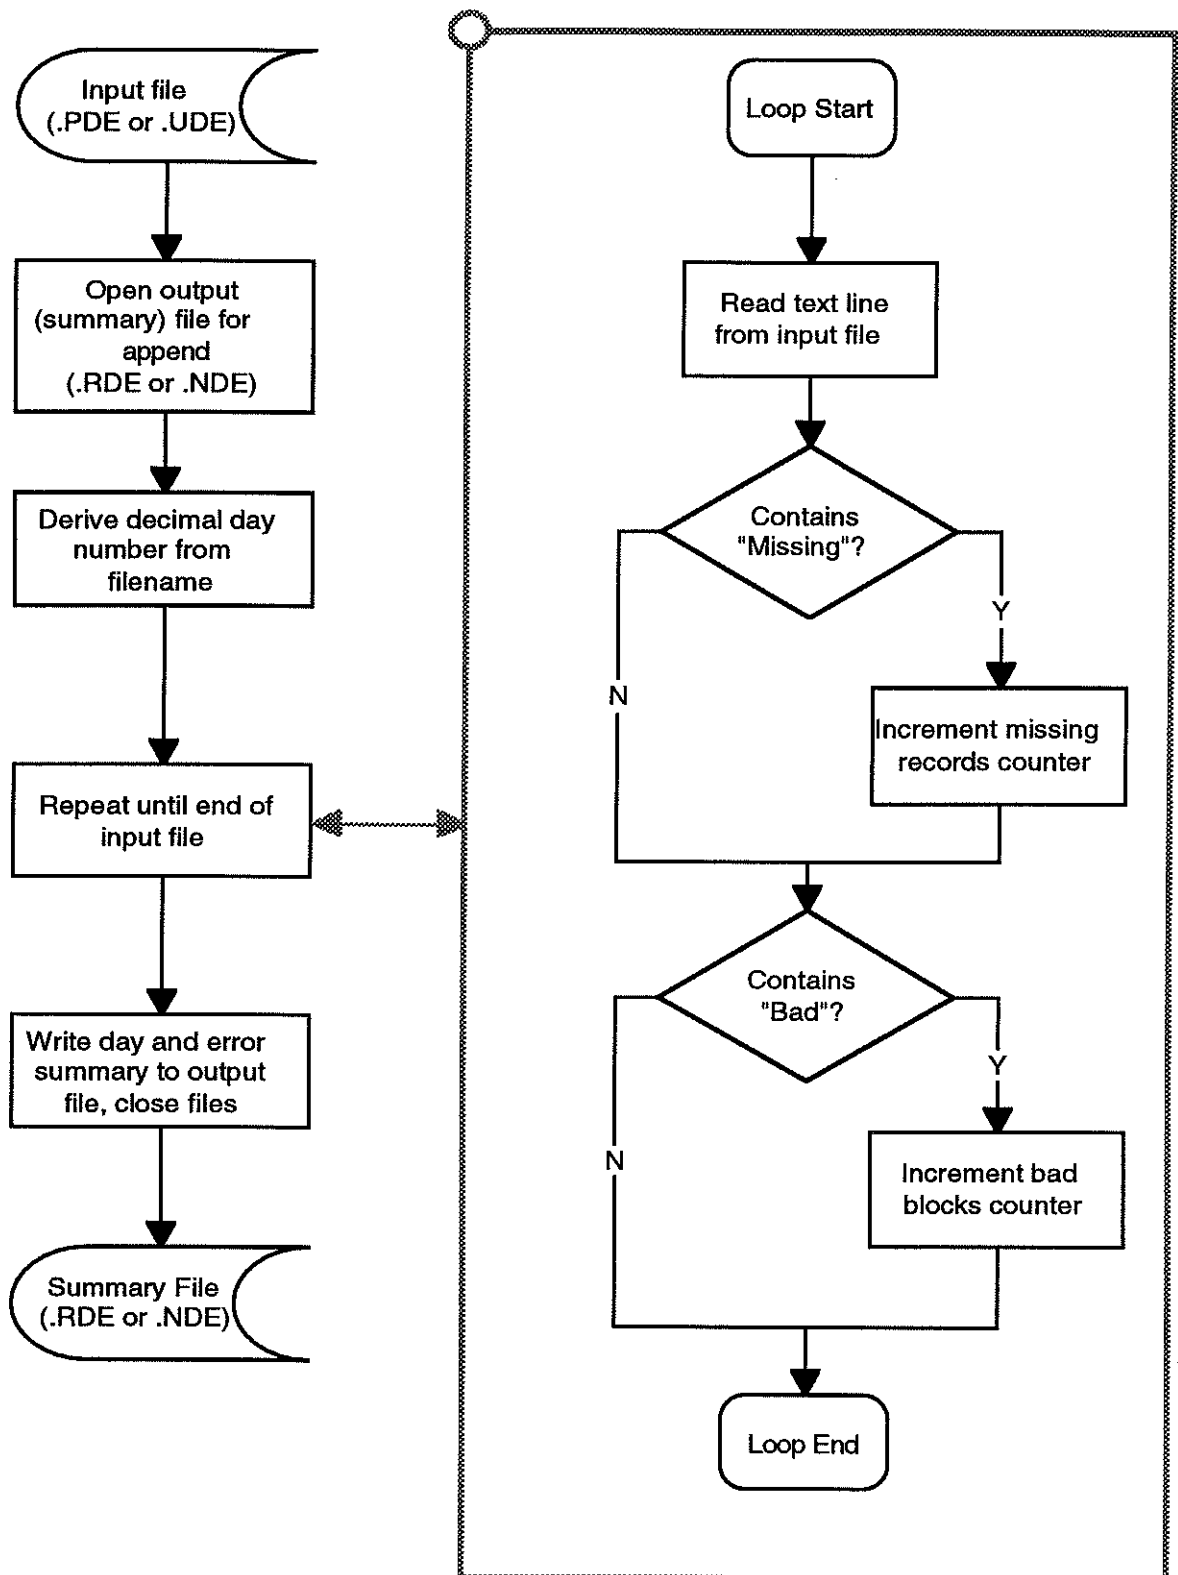 Input file
(.PDE or .UDE)
Open output
(summary) file for
append
(.RDE or .NDE)
Derive decimal day
number from
filename
Repeat until end of
input file
Write day and error
summary to output
file, close files
Summary File
(.RDE or .NDE)
Loop Start
Read text line
from input file
Contains
"Missing"?
Y
N
Increment missing
records counter
Contains
"Bad"?
Y
N
Increment bad
blocks counter
Loop End